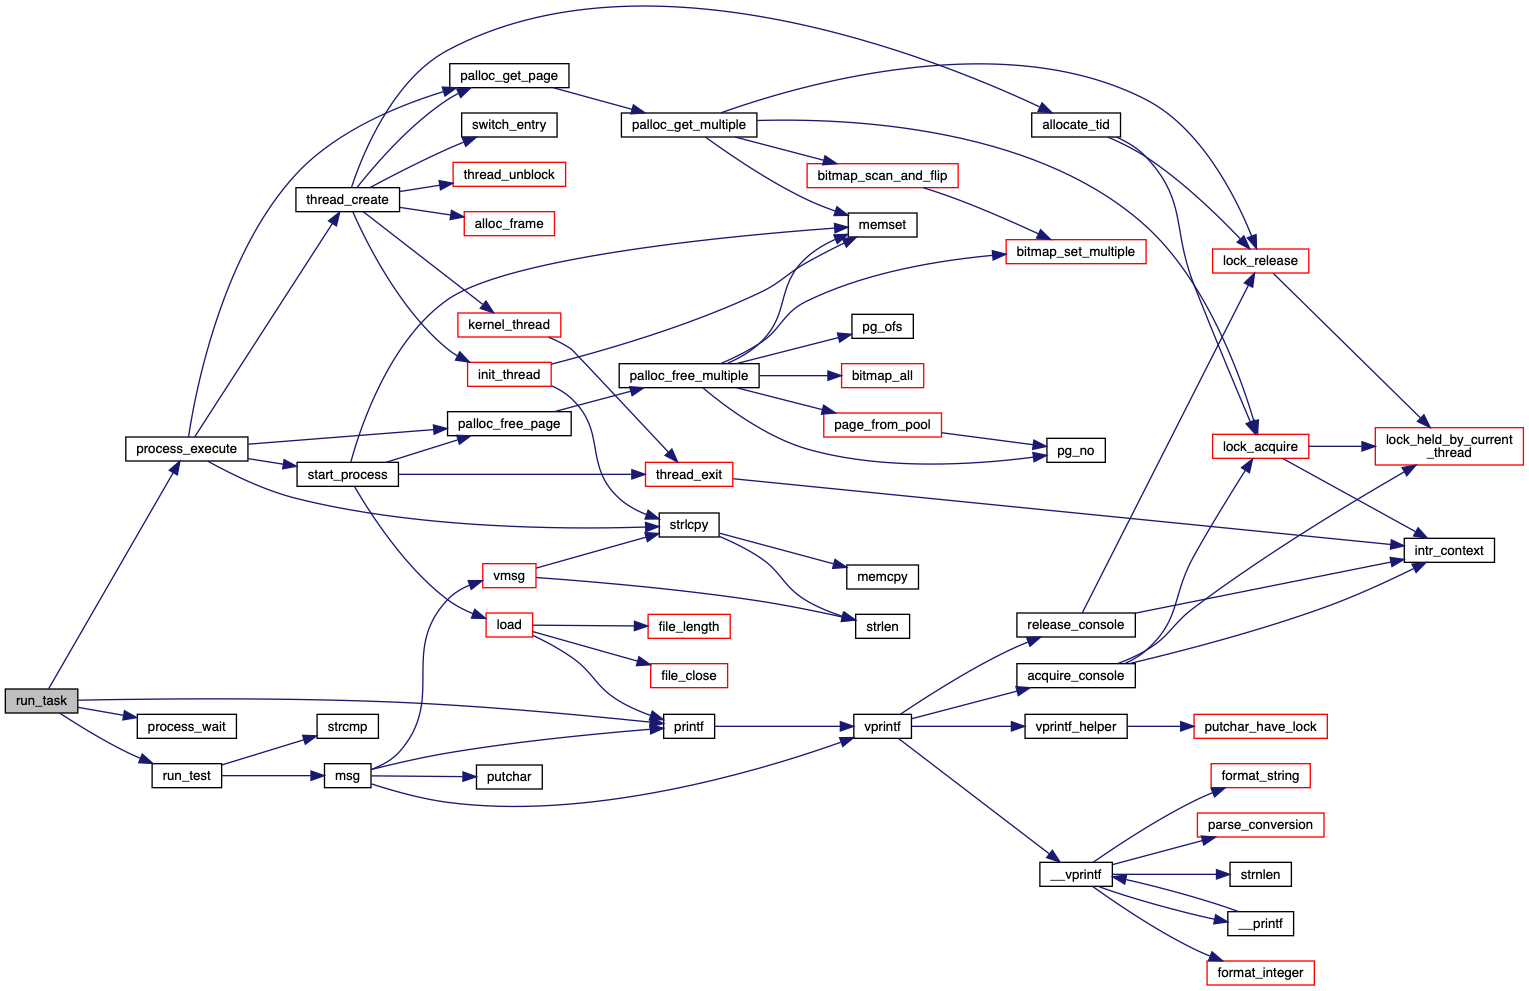 palloc_get_page
palloc_get_multiple
allocate_tid
switch_entry
thread_unblock
bitmap_scan_and_flip
thread_create
alloc_frame
memset
bitmap_set_multiple
lock_release
kernel_thread
pg_ofs
init_thread
palloc_free_multiple
bitmap_all
palloc_free_page
page_from_pool
process_execute
pg_no
lock_acquire
lock_held_by_current
_thread
start_process
thread_exit
strlcpy
intr_context
vmsg
memcpy
load
file_length
strlen
release_console
file_close
acquire_console
run_task
process_wait
strcmp
printf
vprintf
vprintf_helper
putchar_have_lock
run_test
msg
putchar
format_string
parse_conversion
__vprintf
strnlen
__printf
format_integer